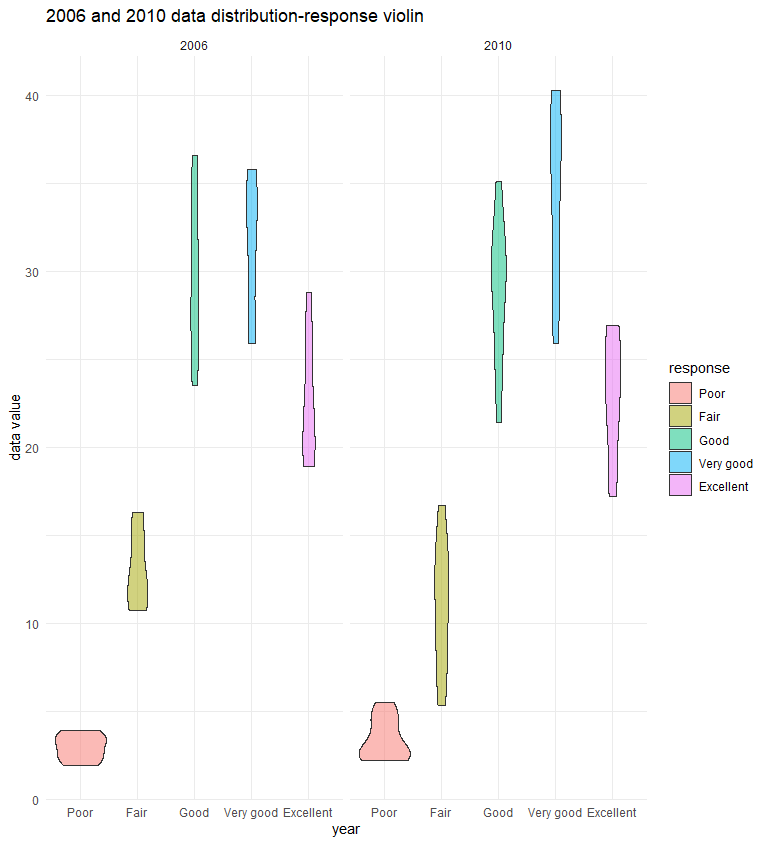 2006 and 2010 data distribution-response violin
2006
2010
40
30
20
10
0
data value
Poor
Fair
Good
Very good
Excellent
Poor
Fair
Good
Very good
Excellent
year
response
Poor
Fair
Good
Very good
Excellent